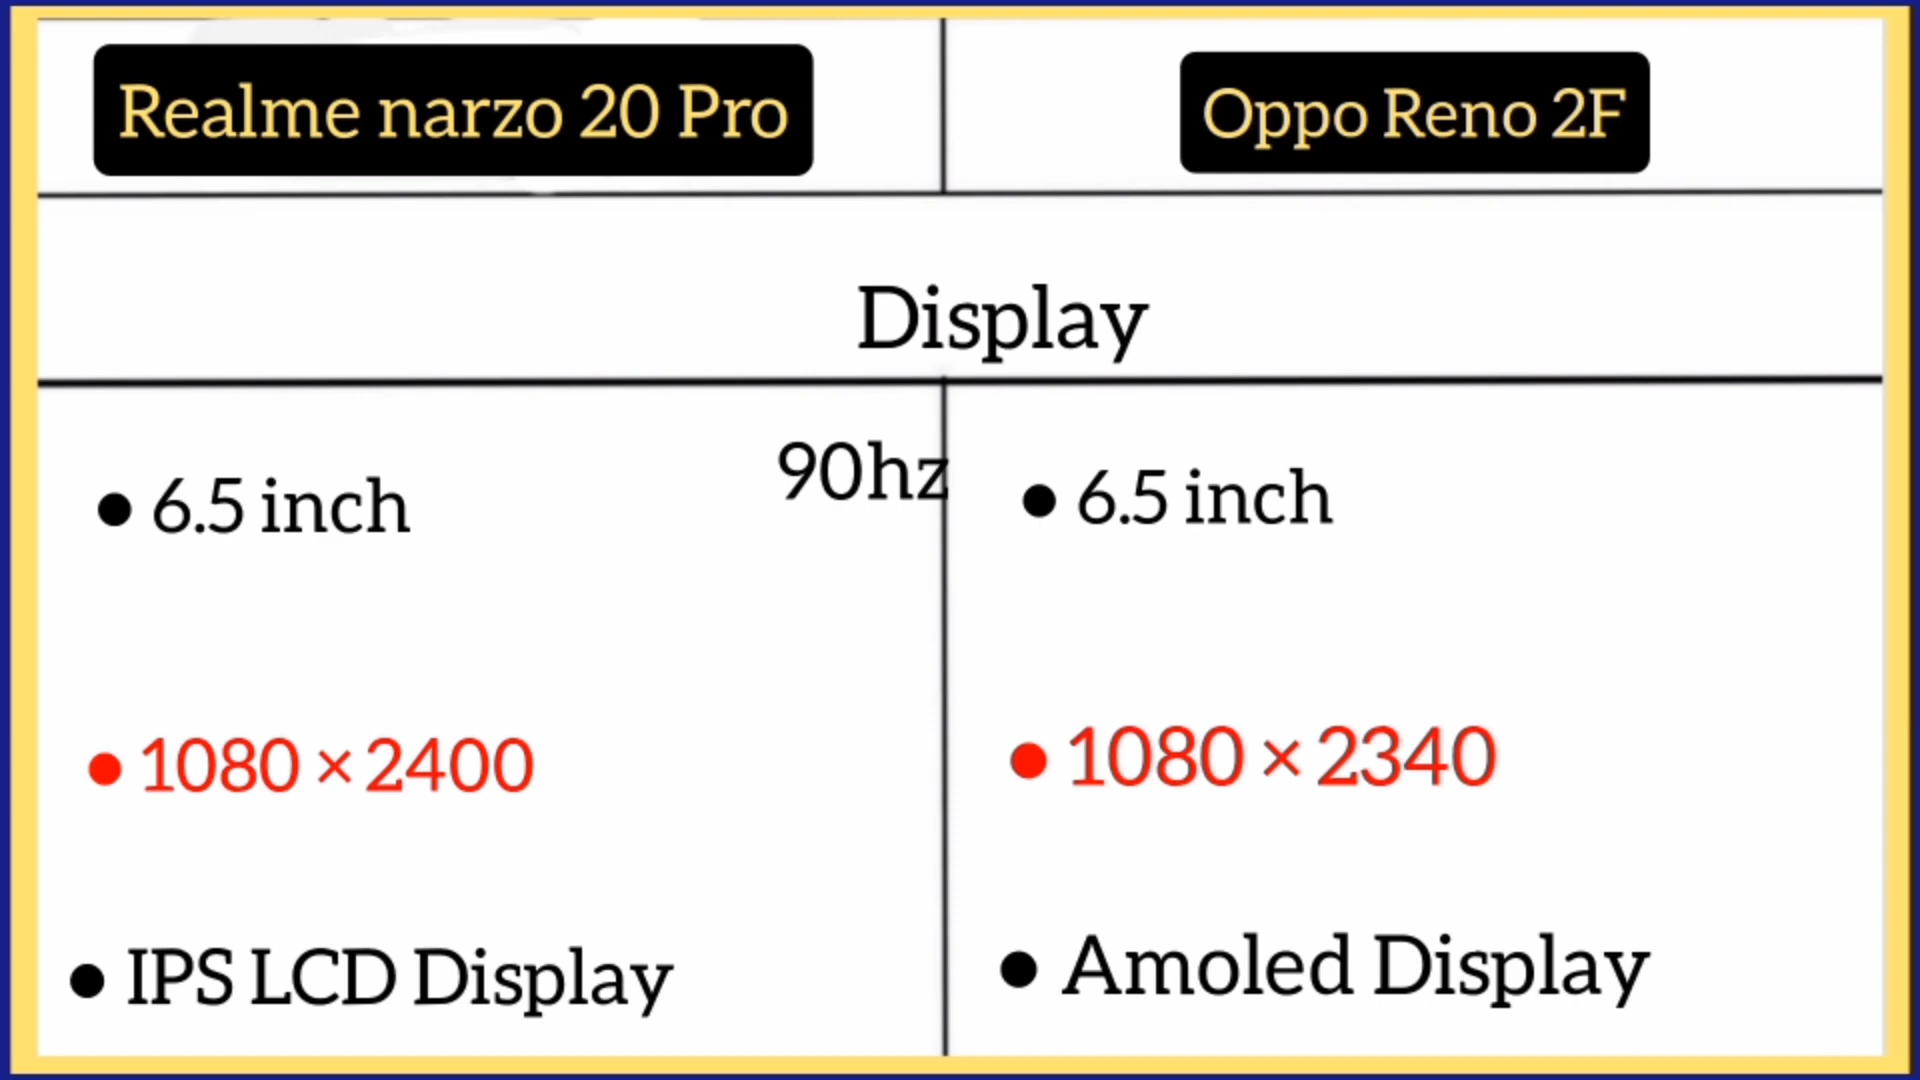 Realme narzo 20 Pro
Oppo Reno 2F
Display
90hz
• 6.5 inch
• 6.5 inch
• 1080 × 2400
• 1080 × 2340
• IPS LCD Display
• Amoled Display